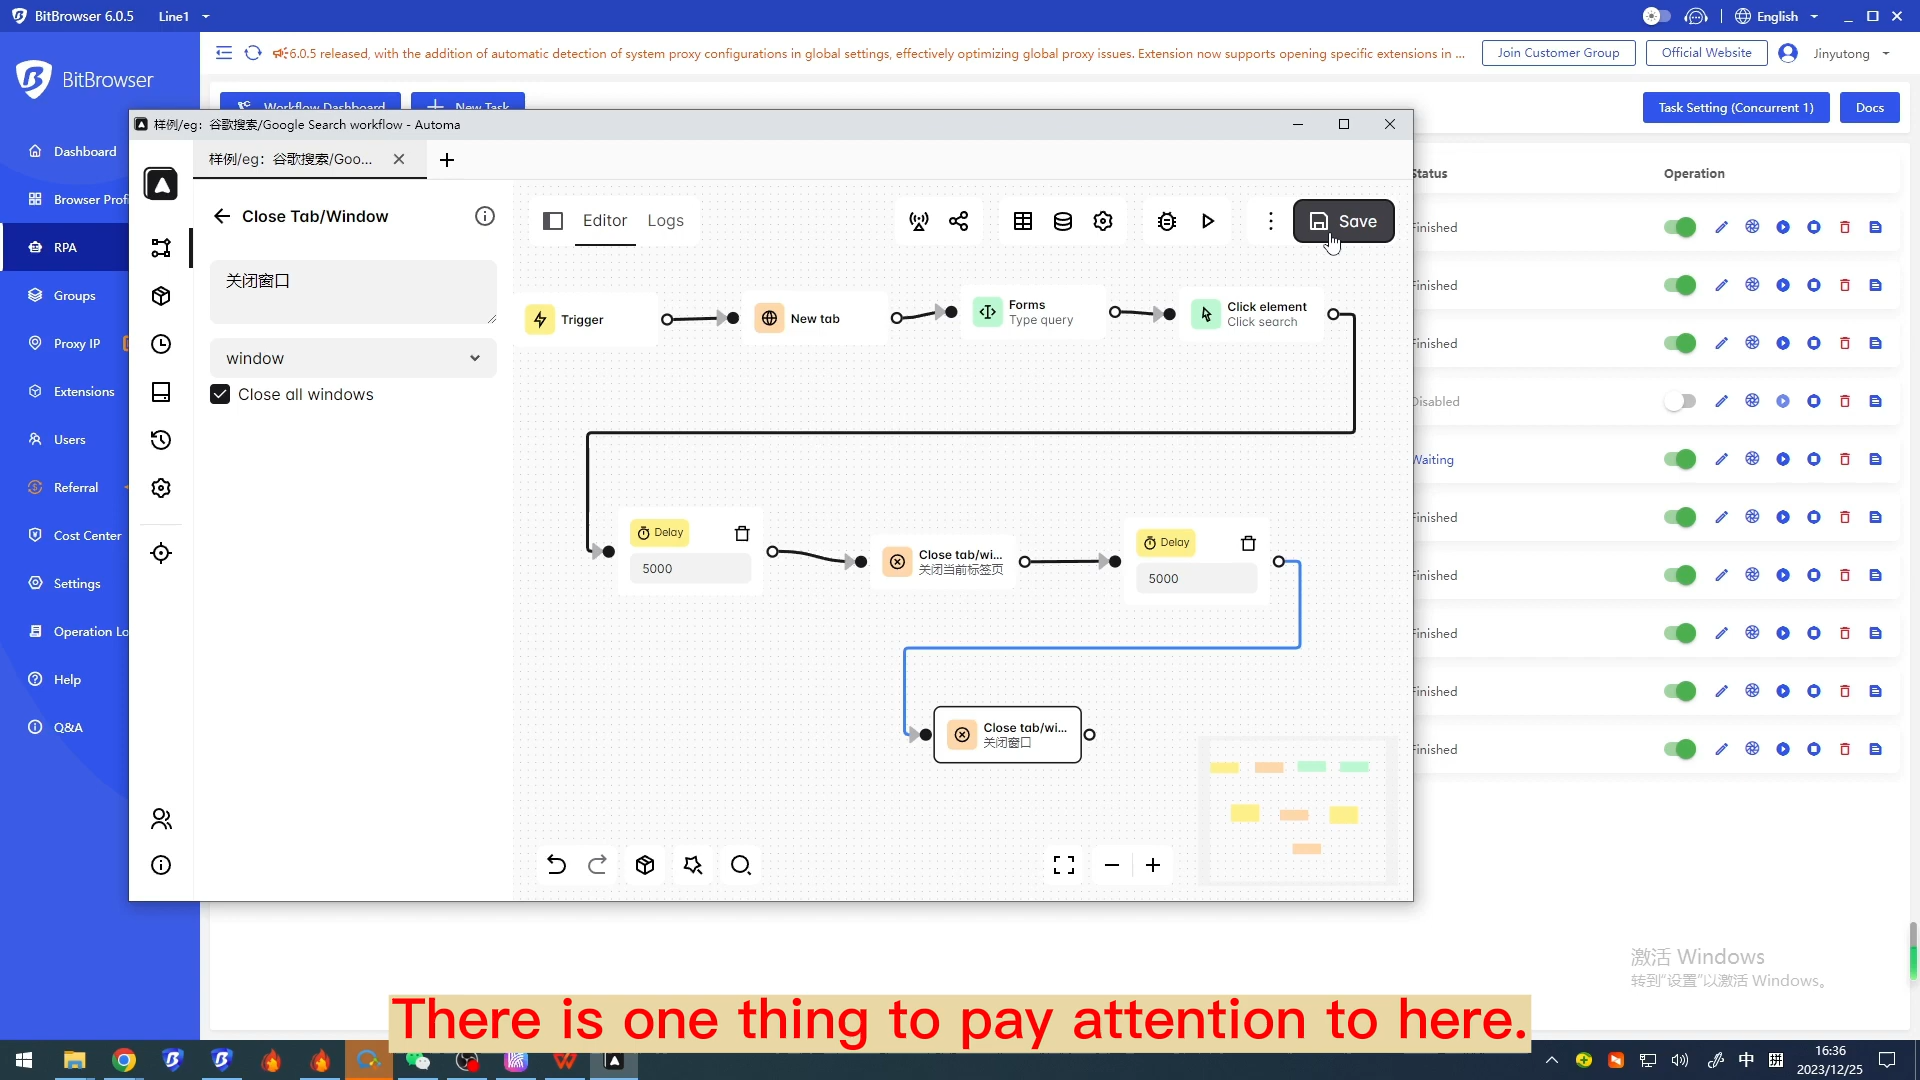 BitBrowser 6.0.5
Line1
English
6.0.5 released, with the addition of automatic detection of system proxy configurations in global settings, effectively optimizing global proxy issues. Extension now supports opening specific extensions in ...
Join Customer Group
Official Website
Jinyutong
BitBrowser
Workflow Dashboard
New Task
Task Setting (Concurrent 1)
Docs
样例/eg：谷歌搜索/Google Search workflow - Automa
样例/eg：谷歌搜索/Goo...
Dashboard
Browser Profi
RPA
Groups
Proxy IP
Extensions
Users
Referral
Cost Center
Settings
Operation Lo
Help
Q&A
Close Tab/Window
关闭窗口
window
Close all windows
Editor
Logs
Save
Trigger
New tab
Forms
Type query
Click element
Click search
Delay
5000
Close tab/wi...
关闭当前标签页
Delay
5000
Close tab/wi...
关闭窗口
Status
Operation
Finished
Finished
Finished
Disabled
Waiting
Finished
Finished
Finished
Finished
Finished
激活 Windows
转到"设置"以激活 Windows。
There is one thing to pay attention to here.
中
拼
16:36
2023/12/25